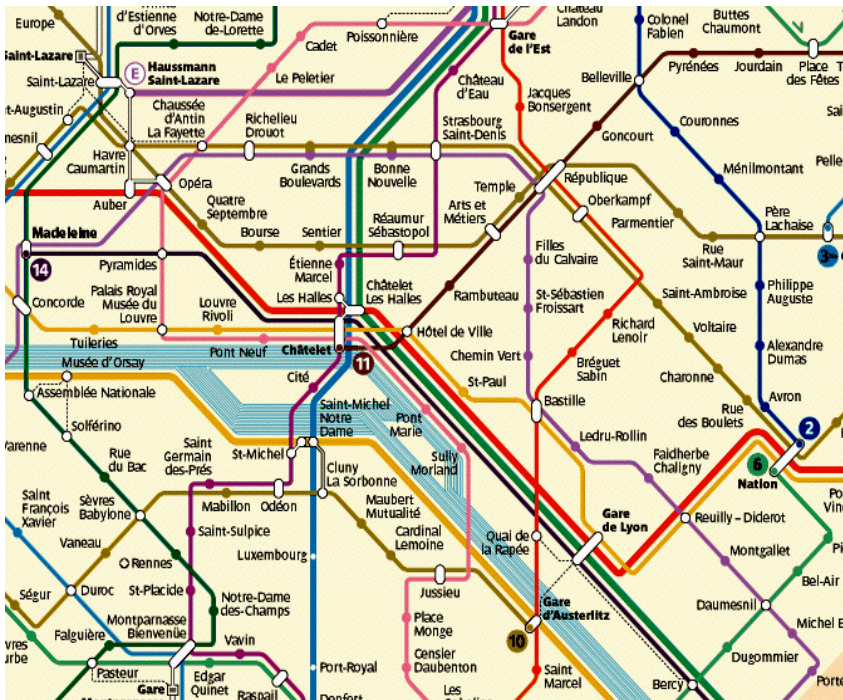 Europe
d'Estienne
d'Orves
Notre-Dame
de-Lorette
Poissonnière
Cadet
Gare
de l'Est
Château
Landon
Colonel
Fabien
Buttes
Chaumont
Saint-Lazare
Saint-Lazare
E
Haussmann
Saint-Lazare
Le Peletier
Château
d'Eau
Belleville
Pyrénées
Jourdain
Place
des Fêtes
Jacques
Bonsergent
t-Augustin
Chaussée
d'Antin
La Fayette
Richelieu
Drouot
Strasbourg
Saint-Denis
Goncourt
Couronnes
mesnil
Havre
Caumartin
Grands
Boulevards
Bonne
Nouvelle
Ménilmontant
Pelle
Opéra
Auber
Quatre
Septembre
Temple
République
Arts et
Métiers
Oberkampf
Parmentier
Père
Lachaise
Réaumur
Sébastopol
Madeleine
14
Bourse
Sentier
Filles
du Calvaire
Rue
Saint-Maur
3bis
Pyramides
Étienne
Marcel
Palais Royal
Musée du
Louvre
Louvre
Rivoli
Les Halles
Châtelet
Les Halles
Rambuteau
St-Sébastien
Froissart
Saint-Ambroise
Philippe
Auguste
Concorde
Tuileries
Hôtel de Ville
Richard
Lenoir
Voltaire
Musée d'Orsay
Pont Neuf
Châtelet
11
Chemin Vert
Bréguet
Sabin
Alexandre
Dumas
Assemblée Nationale
Cité
St-Paul
Charonne
Avron
Saint-Michel
Notre
Dame
Pont
Marie
Bastille
Rue
des Boulets
Solférino
2
Varenne
Rue
du Bac
Saint
Germain
des-Prés
St-Michel
Cluny
La Sorbonne
Sully
Morland
Ledru-Rollin
Faidherbe
Chaligny
6
Nation
Saint
François
Xavier
Sèvres
Babylone
Mabillon
Odéon
Maubert
Mutualité
Gare
de Lyon
Reuilly – Diderot
Vaneau
Saint-Sulpice
Cardinal
Lemoine
Quai de
la Rapée
Rennes
Luxembourg
Montgallet
Bel-Air
Ségur
Duroc
St-Placide
Jussieu
Notre-Dame
des-Champs
Gare
d'Austerlitz
Daumesnil
10
Place
Monge
Michel
Falguière
Montparnasse
Bienvenüe
Vavin
Censier
Daubenton
Dugommier
Pasteur
Edgar
Quinet
Port-Royal
Saint
Marcel
Bercy
Porte
Gare
Raspail
Les